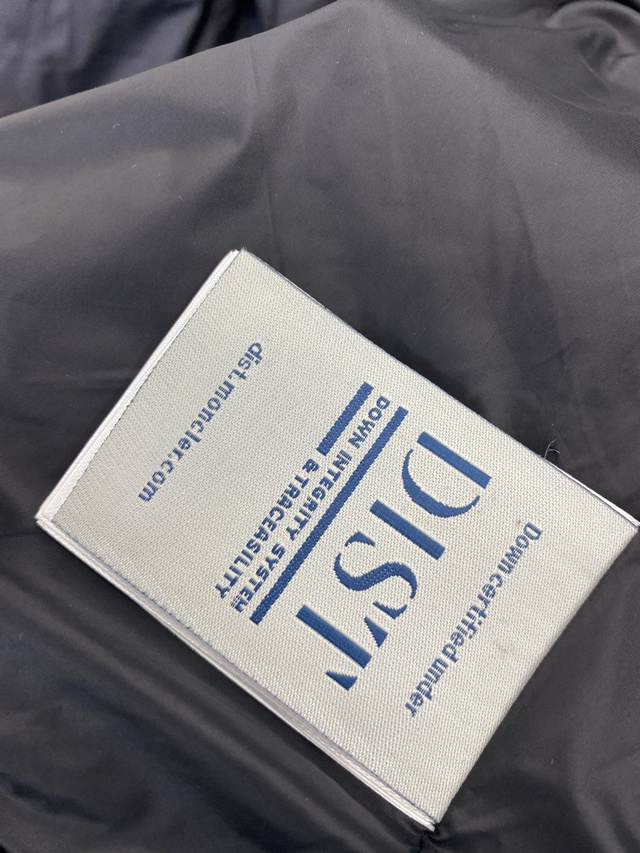 Down certified under
DIST
DOWN INTEGRITY SYSTEM
& TRACEABILITY
dist.moncler.com